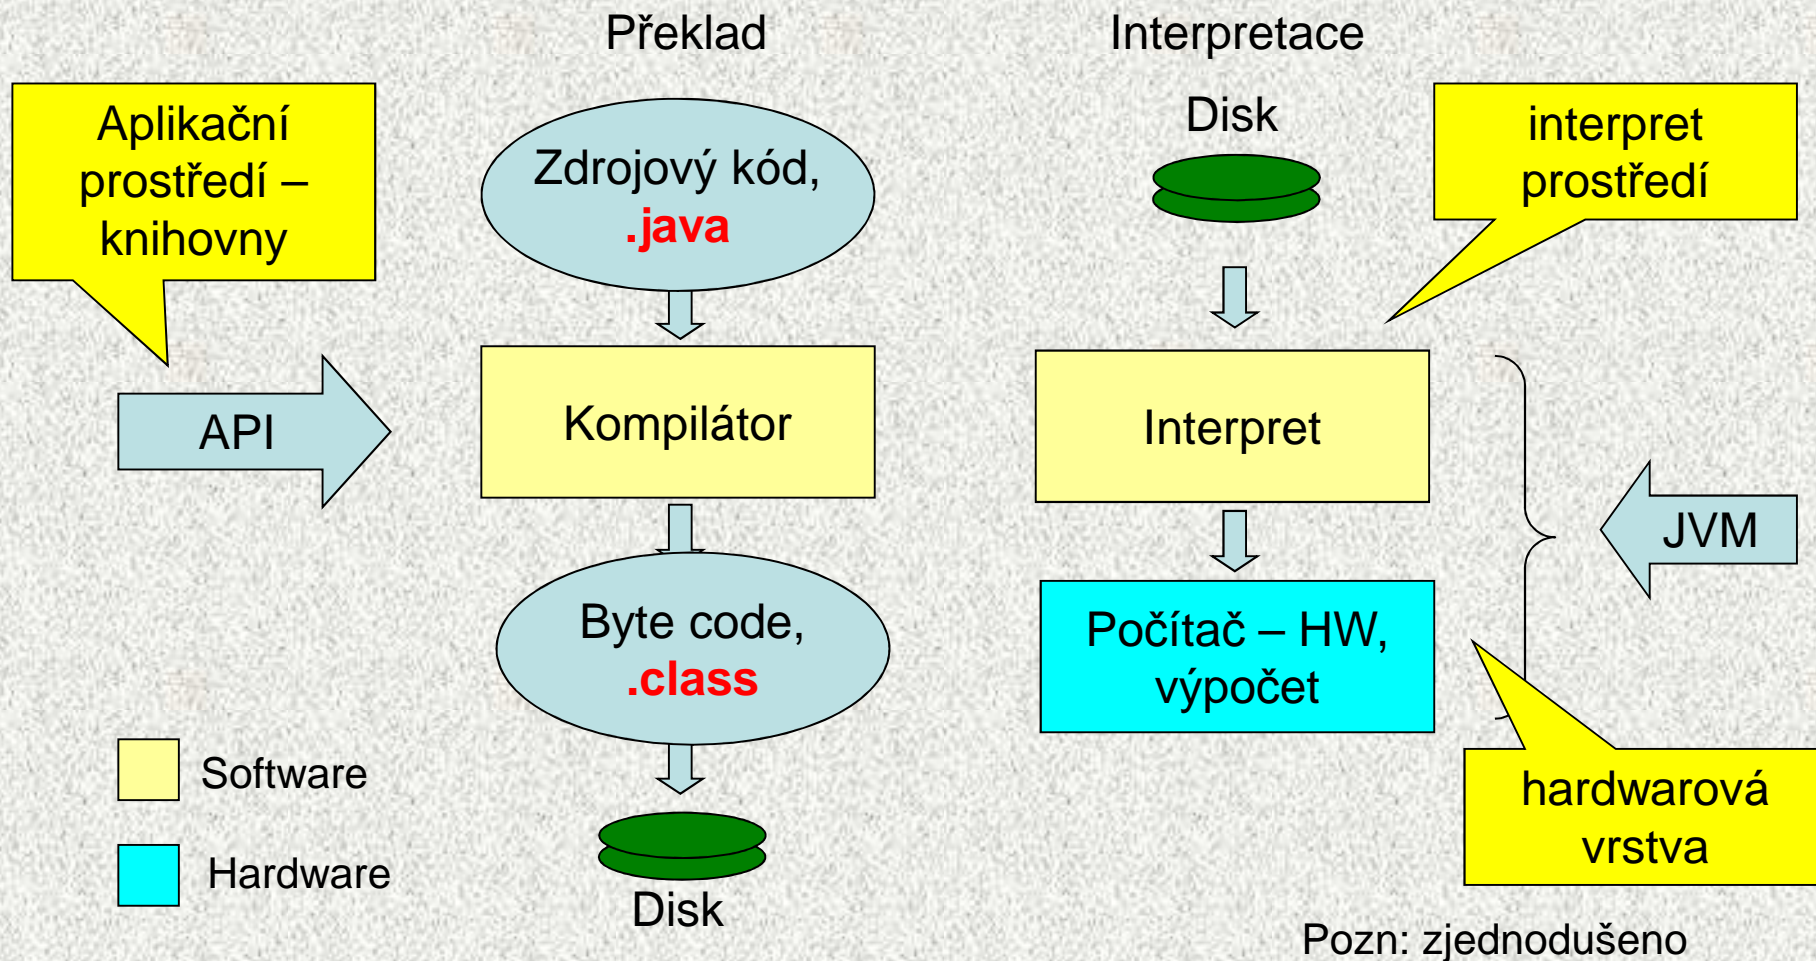 Překlad
Interpretace
Aplikační
prostředí –
knihovny
Zdrojový kód,
.java
Disk
interpret
prostředí
API
Kompilátor
Interpret
JVM
Byte code,
.class
Počítač – HW,
výpočet
Software
Hardware
Disk
hardwarová
vrstva
Pozn: zjednodušeno